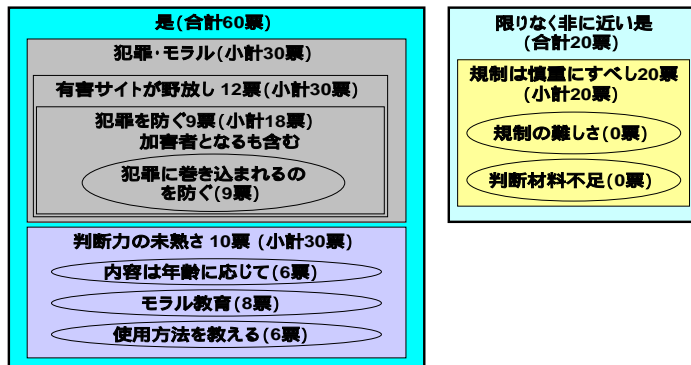 是(合計60票)
犯罪・モラル(小計30票)
有害サイトが野放し 12票(小計30票)
犯罪を防ぐ9票(小計18票)
加害者となるも含む
犯罪に巻き込まれるの
を防ぐ(9票)
判断力の未熟さ 10票 (小計30票)
内容は年齢に応じて(6票)
モラル教育(8票)
使用方法を教える(6票)
限りなく非に近い是
(合計20票)
規制は慎重にすべし20票
(小計20票)
規制の難しさ(0票)
判断材料不足(0票)